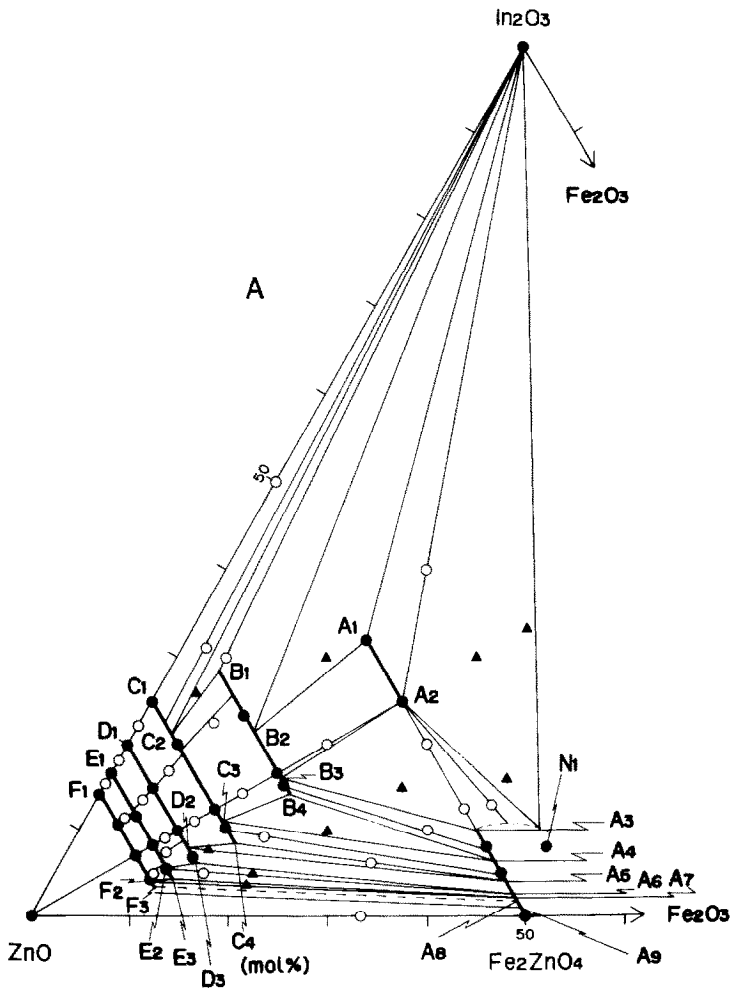 In2O3
Fe2O3
A
50
A1
B1
C1
A2
D1
C2
B2
E1
C3
B3
N1
F1
D2
B4
A3
A4
A5 A6 A7
F2
F3
Fe2O3
ZnO
E2 E3 D3 C4
(mol%)
A8
50
Fe2ZnO4
A9